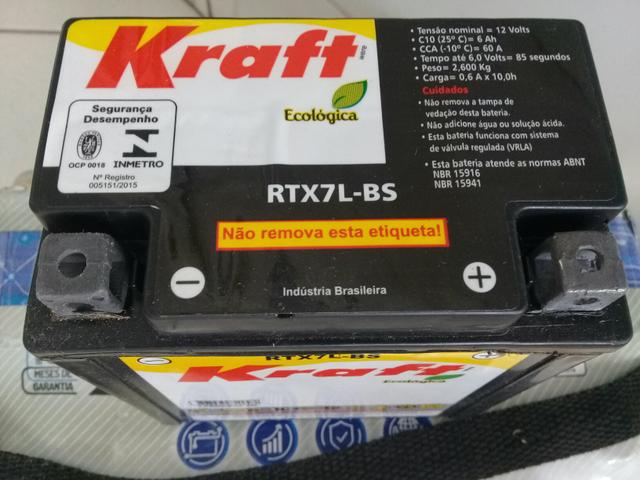 Kraft
Ecológica
Segurança
Desempenho
OCP 0018
INMETRO
Nº Registro
005151/2015
• Tensão nominal = 12 Volts
• C10 (25º C)= 6 Ah
• CCA (-10º C)= 60 A
• Tempo até 6,0 Volts= 85 segundos
• Peso= 2,600 Kg
• Carga= 0,6 A x 10,0h
Cuidados
• Não remova a tampa de
vedação desta bateria.
• Não adicione água ou solução ácida.
• Esta bateria funciona com sistema
de válvula regulada (VRLA)
• Esta bateria atende as normas ABNT
NBR 15916
NBR 15941
RTX7L-BS
Não remova esta etiqueta!
Indústria Brasileira
RTX7L-BS
Kraft
Ecológica
MESES DE
GARANTIA